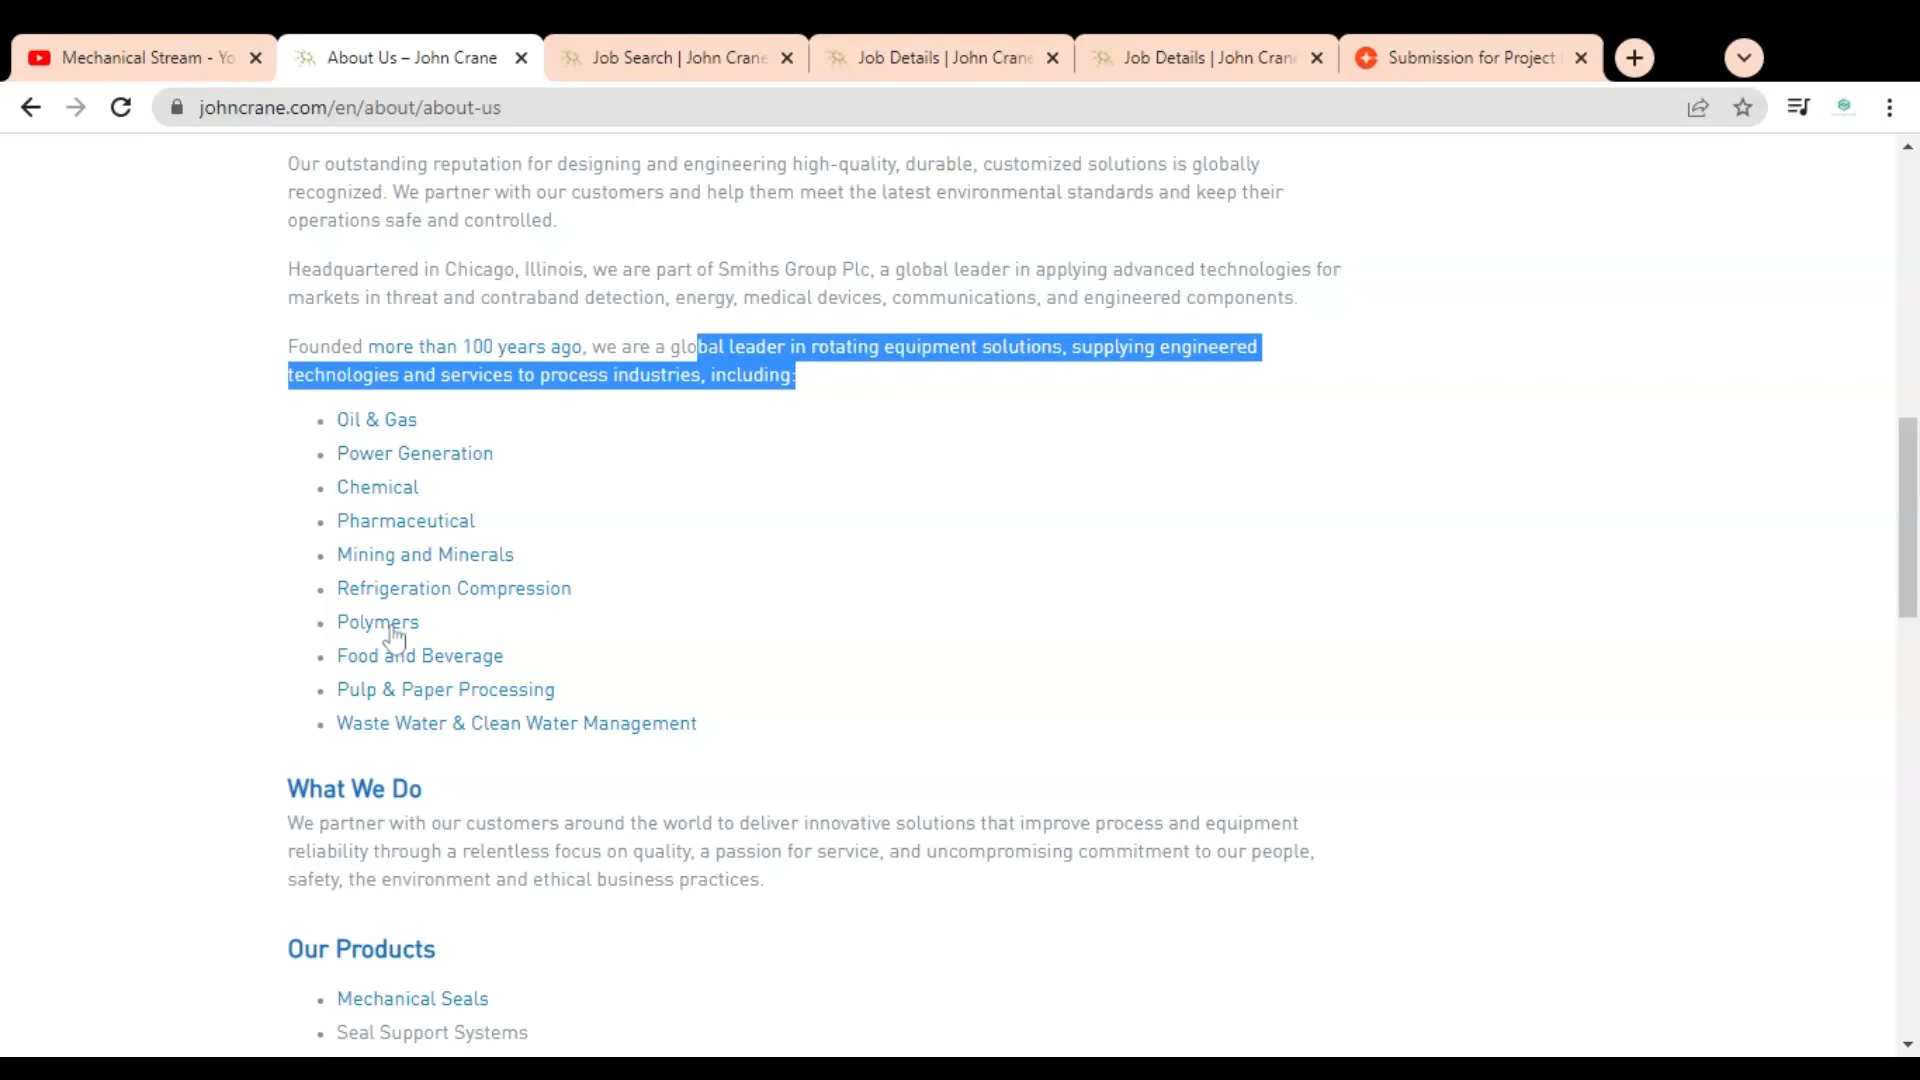 Mechanical Stream - Yo
About Us – John Crane
Job Search | John Crane
Job Details | John Crane
Job Details | John Crane
Submission for Project
johncrane.com/en/about/about-us
Our outstanding reputation for designing and engineering high-quality, durable, customized solutions is globally
recognized. We partner with our customers and help them meet the latest environmental standards and keep their
operations safe and controlled.
Headquartered in Chicago, Illinois, we are part of Smiths Group Plc, a global leader in applying advanced technologies for
markets in threat and contraband detection, energy, medical devices, communications, and engineered components.
Founded more than 100 years ago, we are a global leader in rotating equipment solutions, supplying engineered
technologies and services to process industries, including:
• Oil & Gas
• Power Generation
• Chemical
• Pharmaceutical
• Mining and Minerals
• Refrigeration Compression
• Polymers
• Food and Beverage
• Pulp & Paper Processing
• Waste Water & Clean Water Management
What We Do
We partner with our customers around the world to deliver innovative solutions that improve process and equipment
reliability through a relentless focus on quality, a passion for service, and uncompromising commitment to our people,
safety, the environment and ethical business practices.
Our Products
• Mechanical Seals
• Seal Support Systems